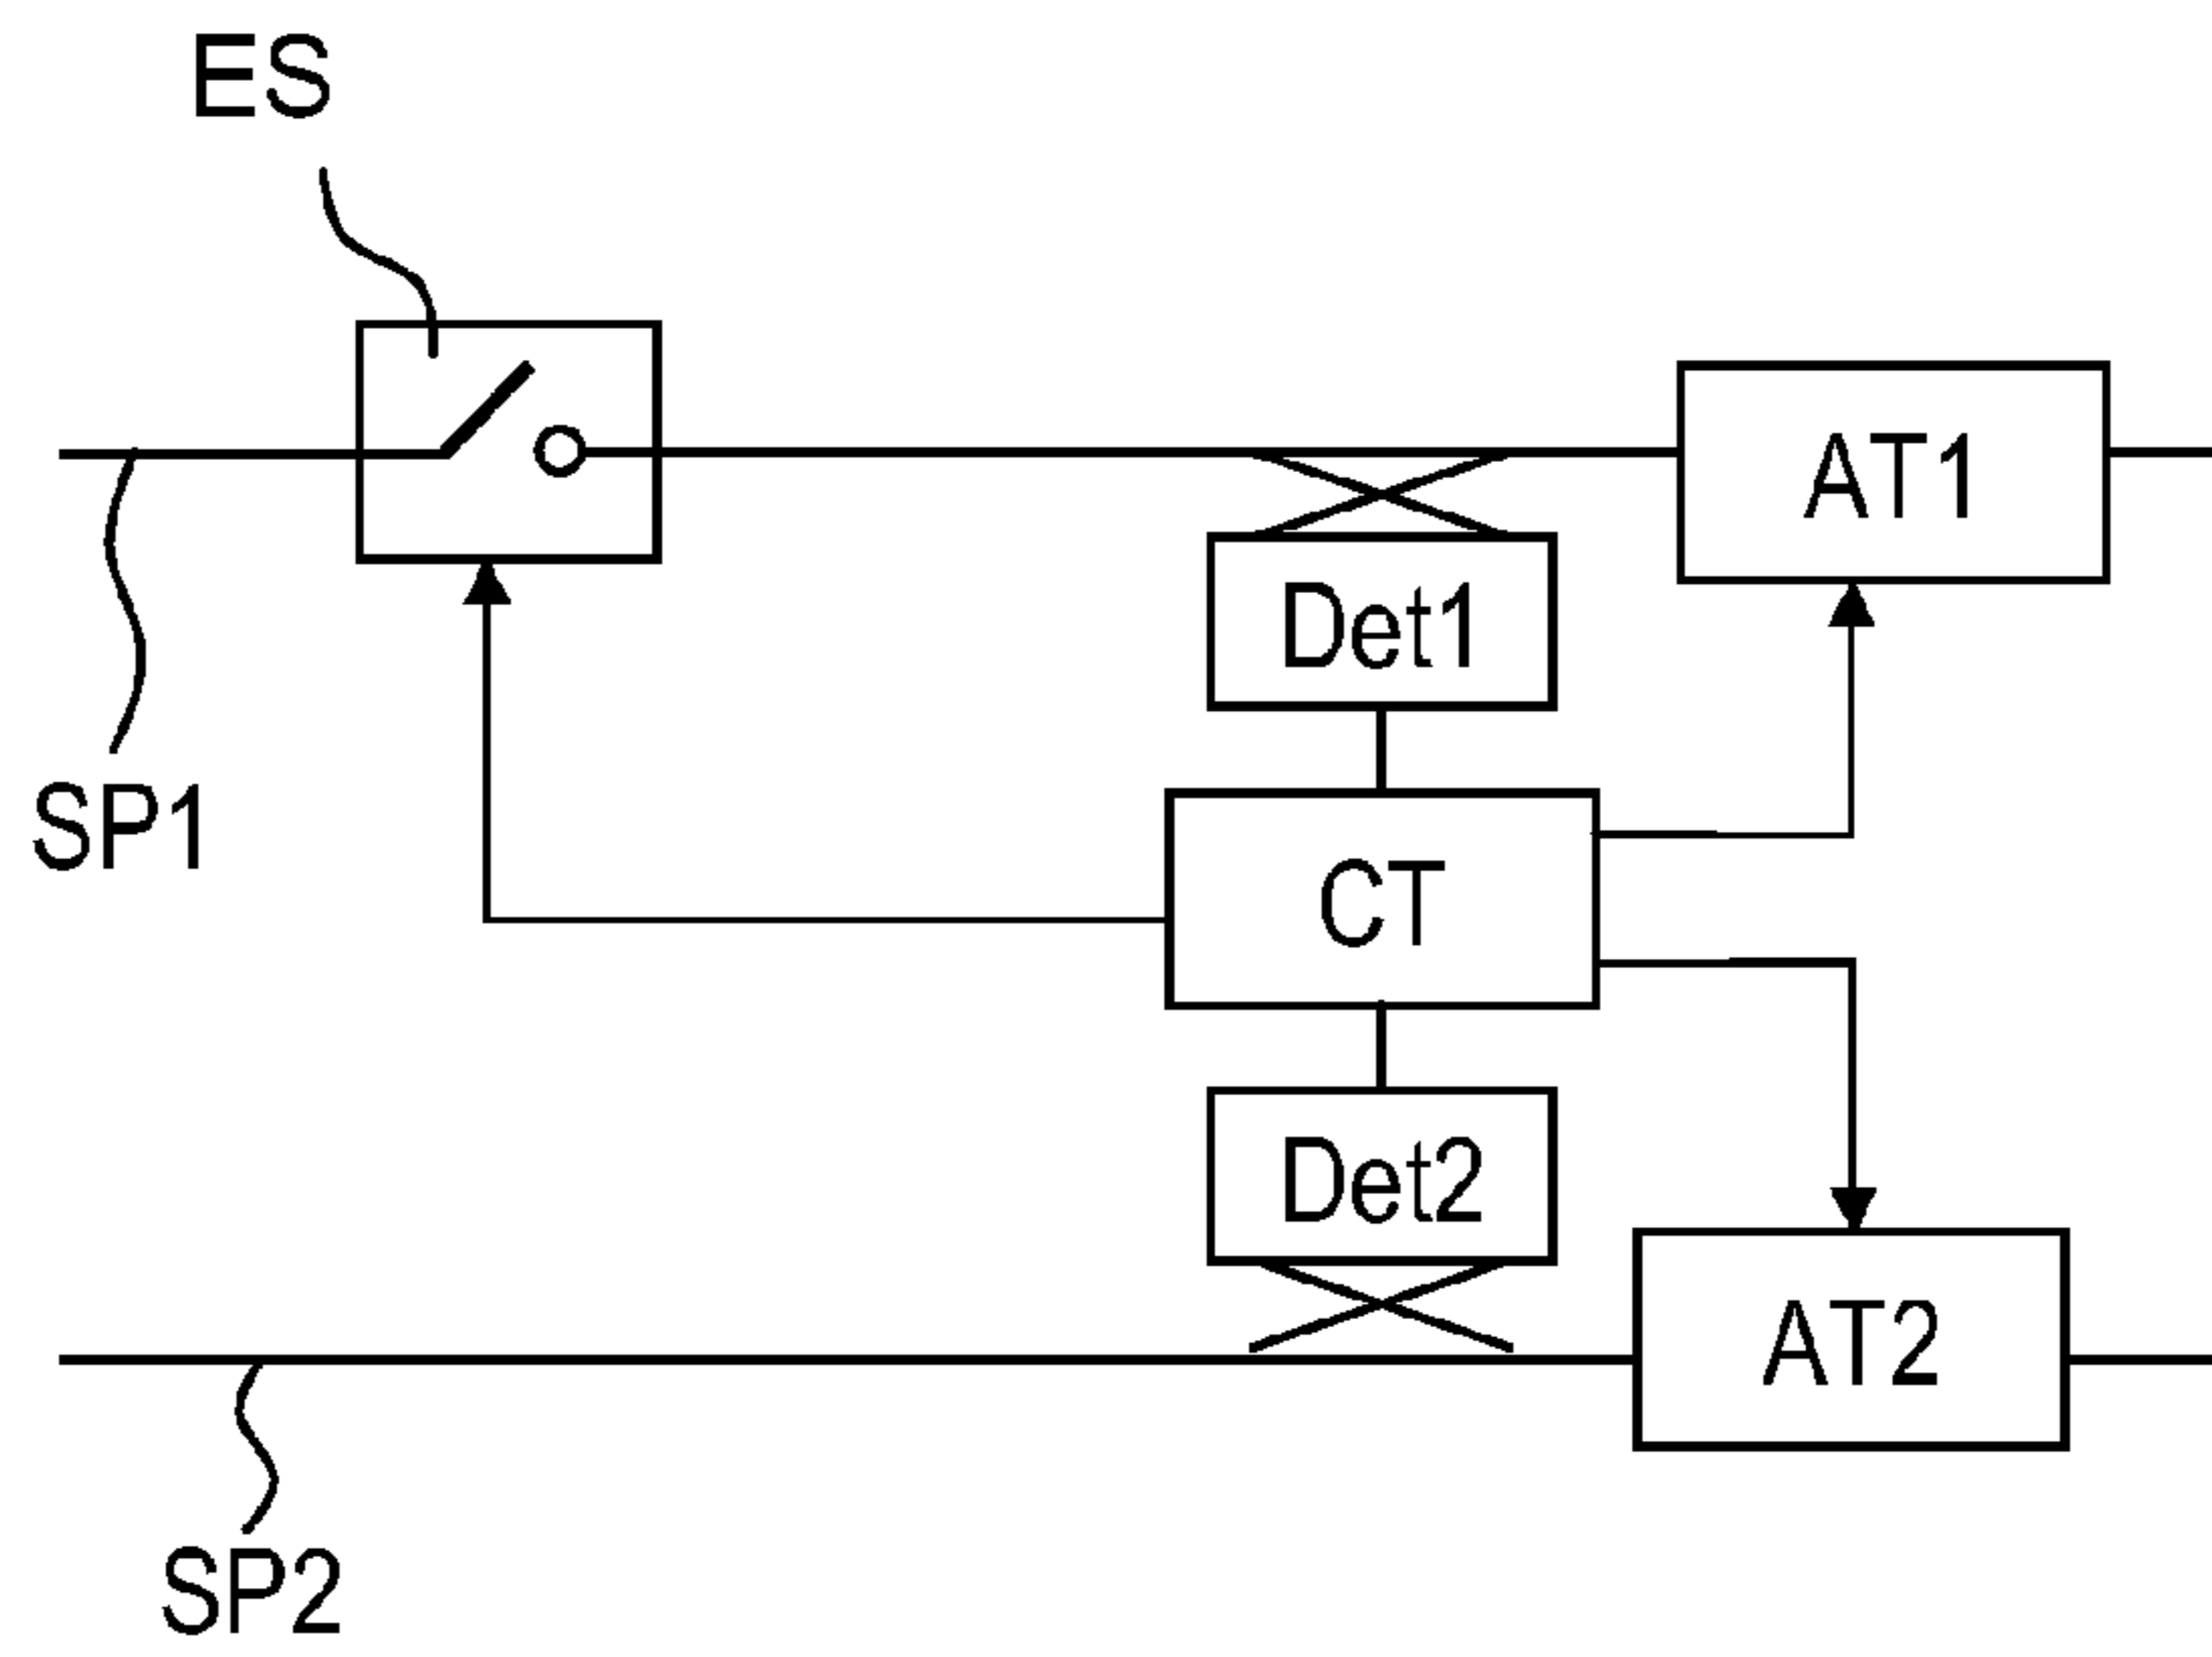 ES
AT1
Det1
SP1
CT
Det2
AT2
SP2